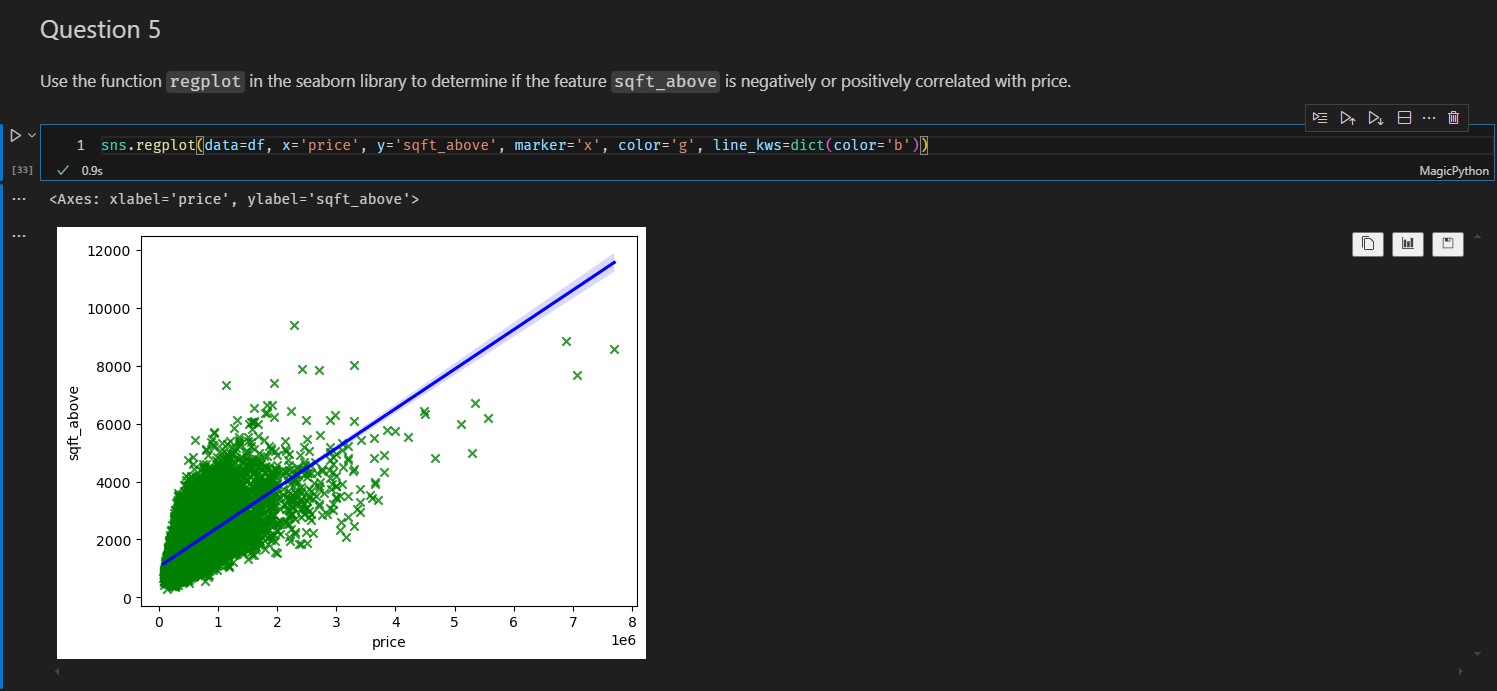 Question 5
Use the function regplot in the seaborn library to determine if the feature sqft_above is negatively or positively correlated with price.
1 sns.regplot(data=df, x='price', y='sqft_above', marker='x', color='g', line_kws=dict(color='b'))
[33] 0.9s MagicPython
<Axes: xlabel='price', ylabel='sqft_above'>
12000
10000
8000
6000
4000
2000
0
sqft_above
0 1 2 3 4 5 6 7 8
1e6
price